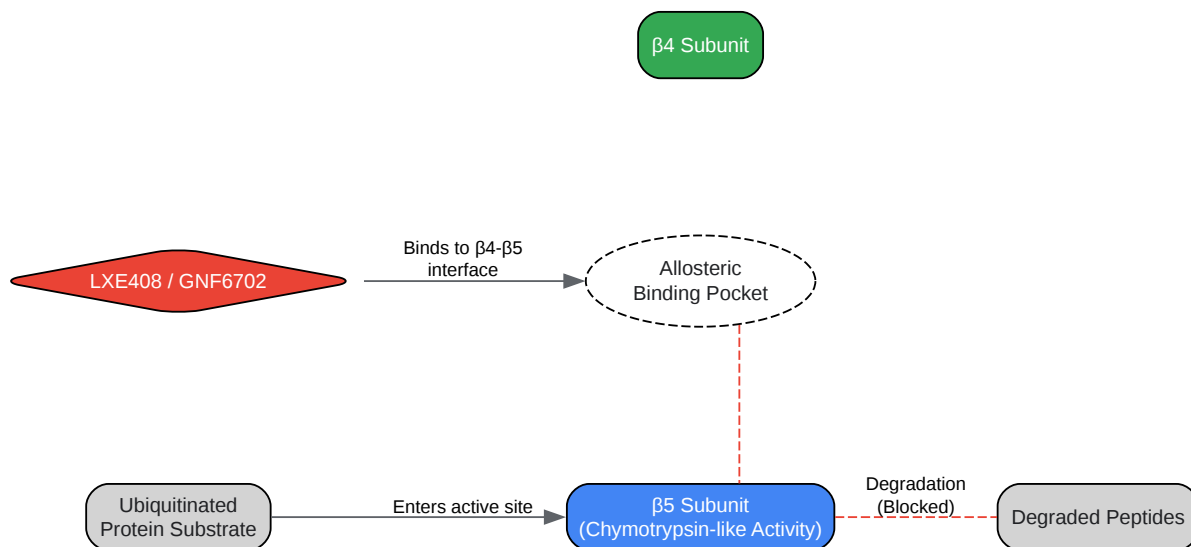 β4 Subunit
Binds to β4-β5
interface
LXE408 / GNF6702
Allosteric
Binding Pocket
Ubiquitinated
Protein Substrate
Enters active site
β5 Subunit
(Chymotrypsin-like Activity)
Degradation
(Blocked)
Degraded Peptides